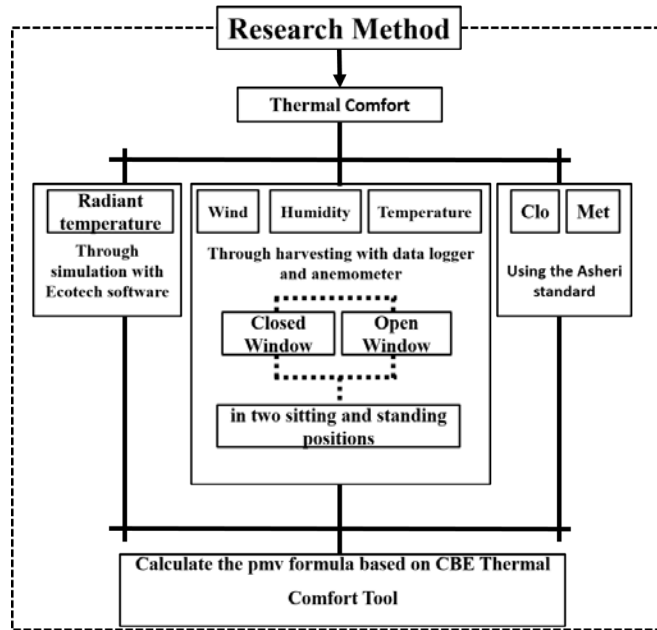 Research Method
Thermal Comfort
Radiant
temperature
Through
simulation with
Ecotech software
Wind
Humidity
Temperature
Through harvesting with data logger
and anemometer
Closed
Window
Open
Window
in two sitting and standing
positions
Clo
Met
Using the Asheri
standard
Calculate the pmv formula based on CBE Thermal
Comfort Tool